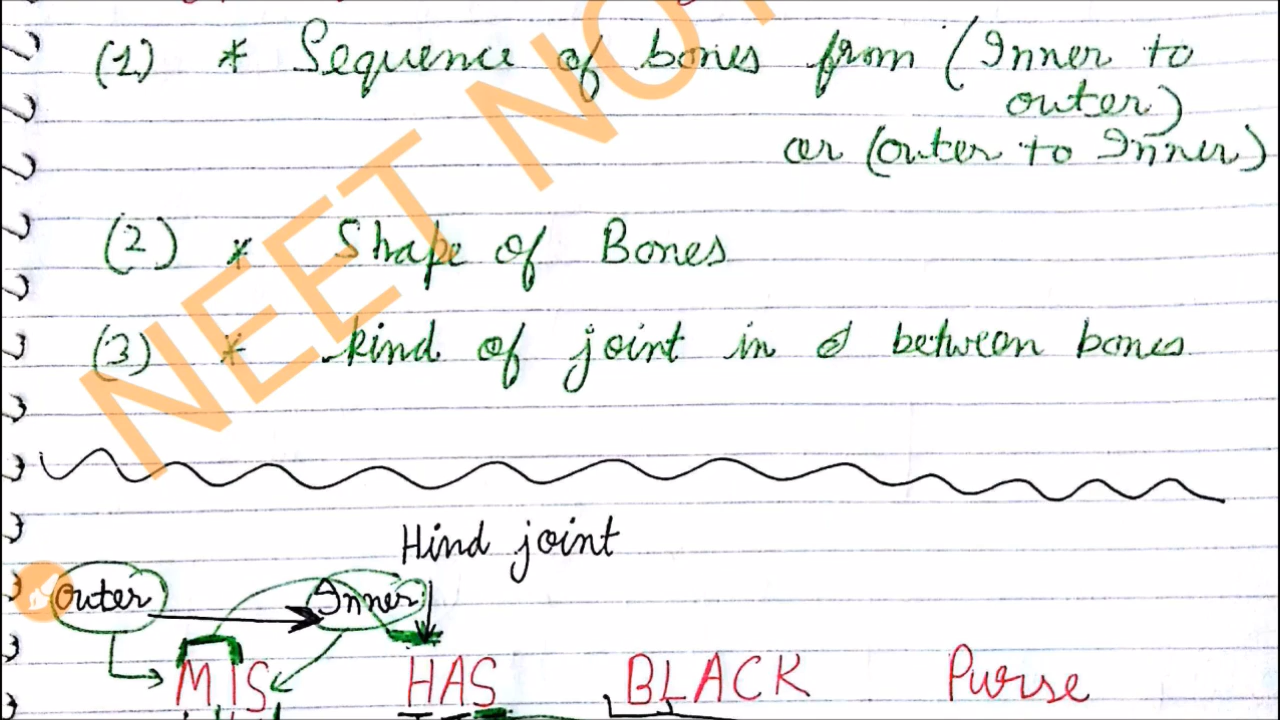 (1) * Sequence of bones from (Inner to
outer)
or (outer to Inner)
(2) * Shape of Bones
(3) * kind of joint in between bones
NEET NO
Hind joint
outer Inner
MIS HAS BLACK Purse